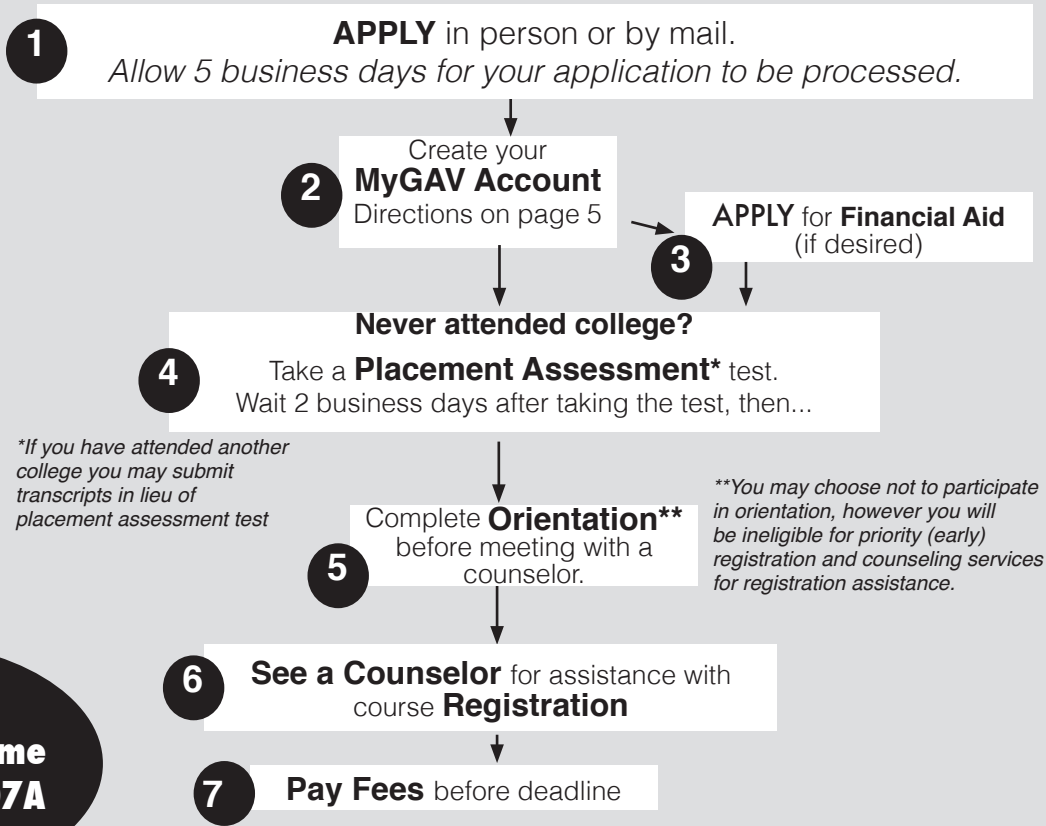 1
APPLY in person or by mail.
Allow 5 business days for your application to be processed.
2
Create your
MyGAV Account
Directions on page 5
3
APPLY for Financial Aid
(if desired)
4
Never attended college?
Take a Placement Assessment* test.
Wait 2 business days after taking the test, then...
*If you have attended another
college you may submit
transcripts in lieu of
placement assessment test
5
Complete Orientation**
before meeting with a
counselor.
**You may choose not to participate
in orientation, however you will
be ineligible for priority (early)
registration and counseling services
for registration assistance.
6
See a Counselor for assistance with
course Registration
7
Pay Fees before deadline
me
7A